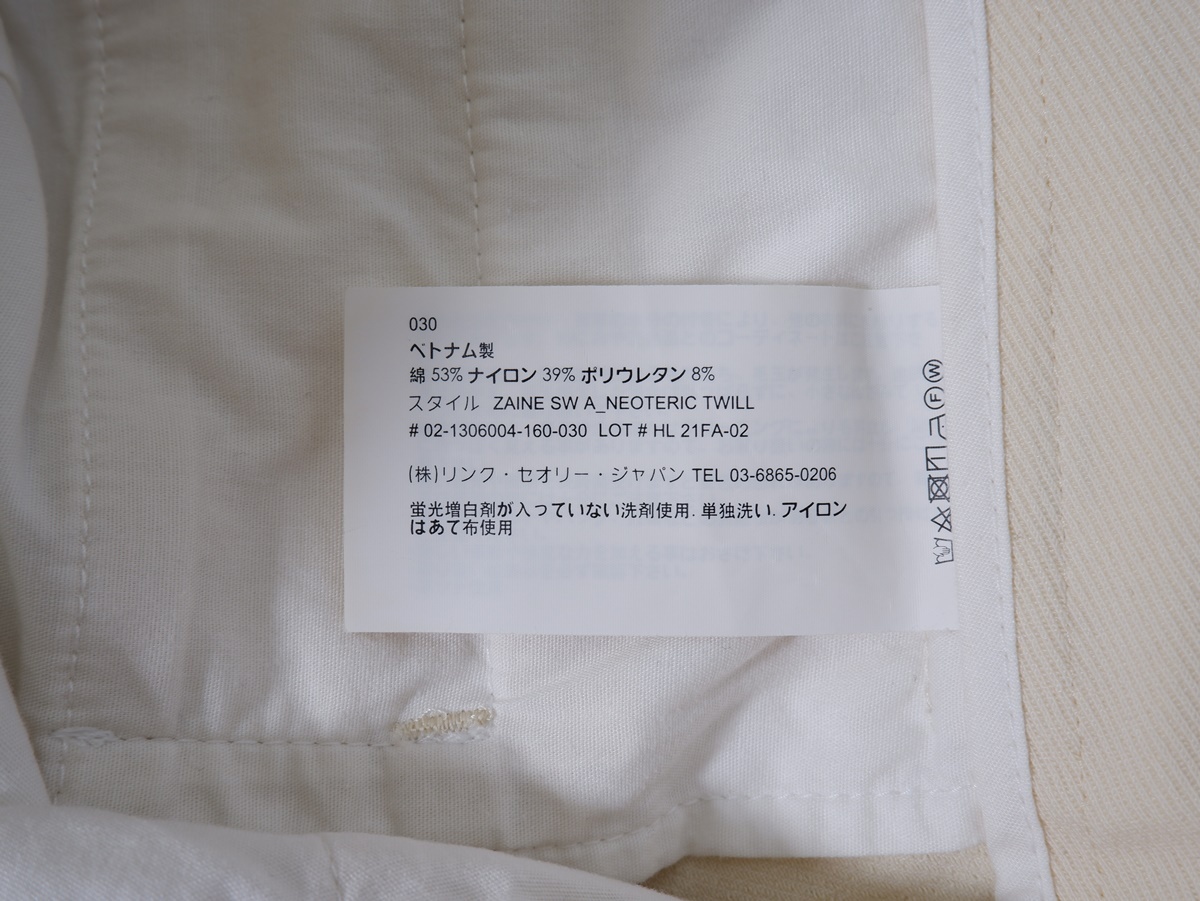 030
ベトナム製
綿 53% ナイロン 39% ポリウレタン 8%
スタイル ZAINE SW A_NEOTERIC TWILL
# 02-1306004-160-030 LOT # HL 21FA-02
(株)リンク・セオリー・ジャパン TEL 03-6865-0206
蛍光増白剤が入っていない洗剤使用. 単独洗い. アイロン
はあて布使用
W
F